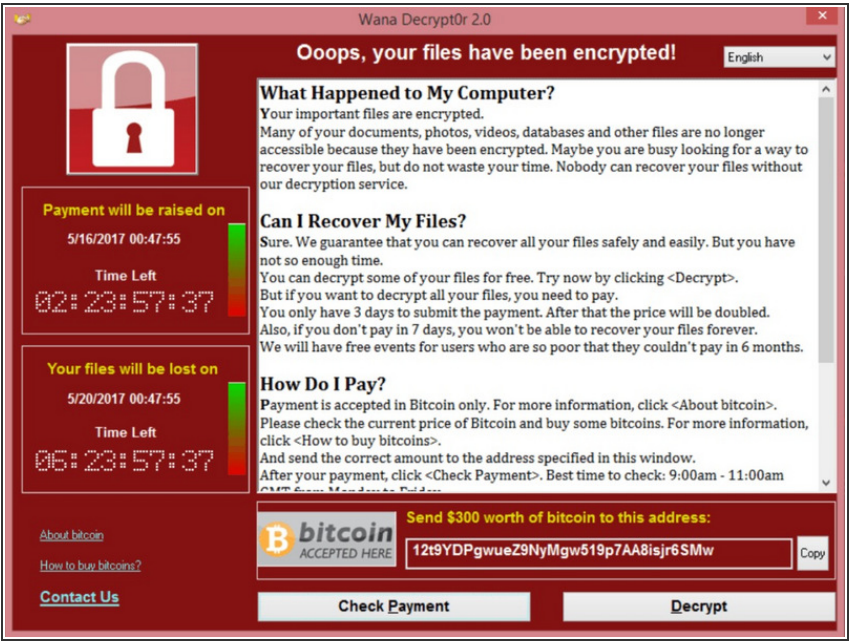 Wana Decrypt0r 2.0
Ooops, your files have been encrypted!
English
What Happened to My Computer?
Your important files are encrypted.
Many of your documents, photos, videos, databases and other files are no longer
accessible because they have been encrypted. Maybe you are busy looking for a way to
recover your files, but do not waste your time. Nobody can recover your files without
our decryption service.
Can I Recover My Files?
Sure. We guarantee that you can recover all your files safely and easily. But you have
not so enough time.
You can decrypt some of your files for free. Try now by clicking <Decrypt>.
But if you want to decrypt all your files, you need to pay.
You only have 3 days to submit the payment. After that the price will be doubled.
Also, if you don't pay in 7 days, you won't be able to recover your files forever.
We will have free events for users who are so poor that they couldn't pay in 6 months.
How Do I Pay?
Payment is accepted in Bitcoin only. For more information, click <About bitcoin>.
Please check the current price of Bitcoin and buy some bitcoins. For more information,
click <How to buy bitcoins>.
And send the correct amount to the address specified in this window.
After your payment, click <Check Payment>. Best time to check: 9:00am - 11:00am
GMT from Monday to Friday
Payment will be raised on
5/16/2017 00:47:55
Time Left
02:23:57:37
Your files will be lost on
5/20/2017 00:47:55
Time Left
06:23:57:37
About bitcoin
How to buy bitcoins?
Contact Us
bitcoin
ACCEPTED HERE
Send $300 worth of bitcoin to this address:
12t9YDPgwueZ9NyMgw519p7AA8isjr6SMw
Copy
Check Payment
Decrypt